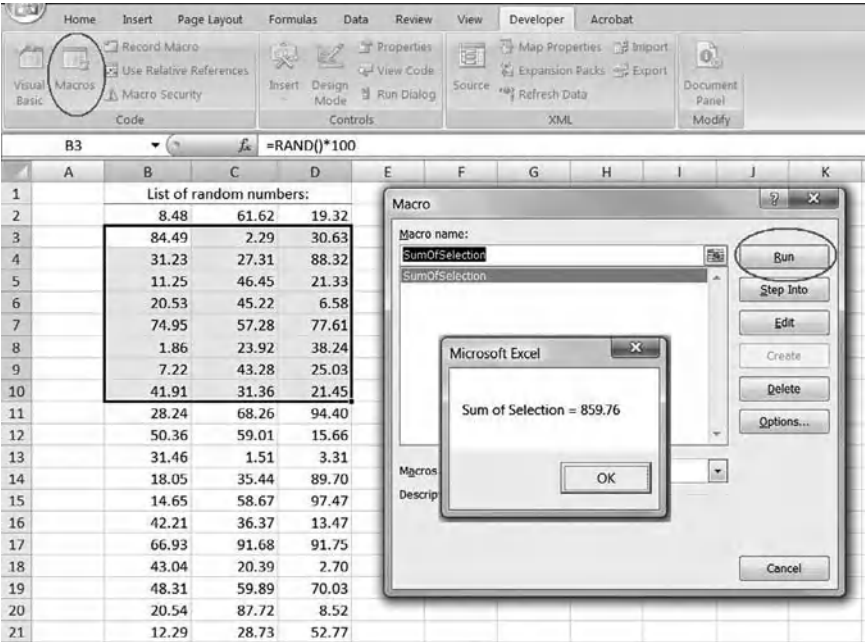 Home Insert Page Layout Formulas Data Review View Developer Acrobat
Visual Basic
Macros
Record Macro
Use Relative References
Macro Security
Code
Insert
Design Mode
Properties
View Code
Run Dialog
Controls
Source
Map Properties
Expansion Packs
Refresh Data
Import
Export
XML
Document Panel
Modify
B3 fx =RAND()*100
A B C D E F G H I J K
1 List of random numbers:
2 8.48 61.62 19.32
3 84.49 2.29 30.63
4 31.23 27.31 88.32
5 11.25 46.45 21.33
6 20.53 45.22 6.58
7 74.95 57.28 77.61
8 1.86 23.92 38.24
9 7.22 43.28 25.03
10 41.91 31.36 21.45
11 28.24 68.26 94.40
12 50.36 59.01 15.66
13 31.46 1.51 3.31
14 18.05 35.44 89.70
15 14.65 58.67 97.47
16 42.21 36.37 13.47
17 66.93 91.68 91.75
18 43.04 20.39 2.70
19 48.31 59.89 70.03
20 20.54 87.72 8.52
21 12.29 28.73 52.77
Macro
? X
Macro name:
SumOfSelection
SumOfSelection
Run
Step Into
Edit
Create
Delete
Options...
Macros
Descrip
Cancel
Microsoft Excel
X
Sum of Selection = 859.76
OK